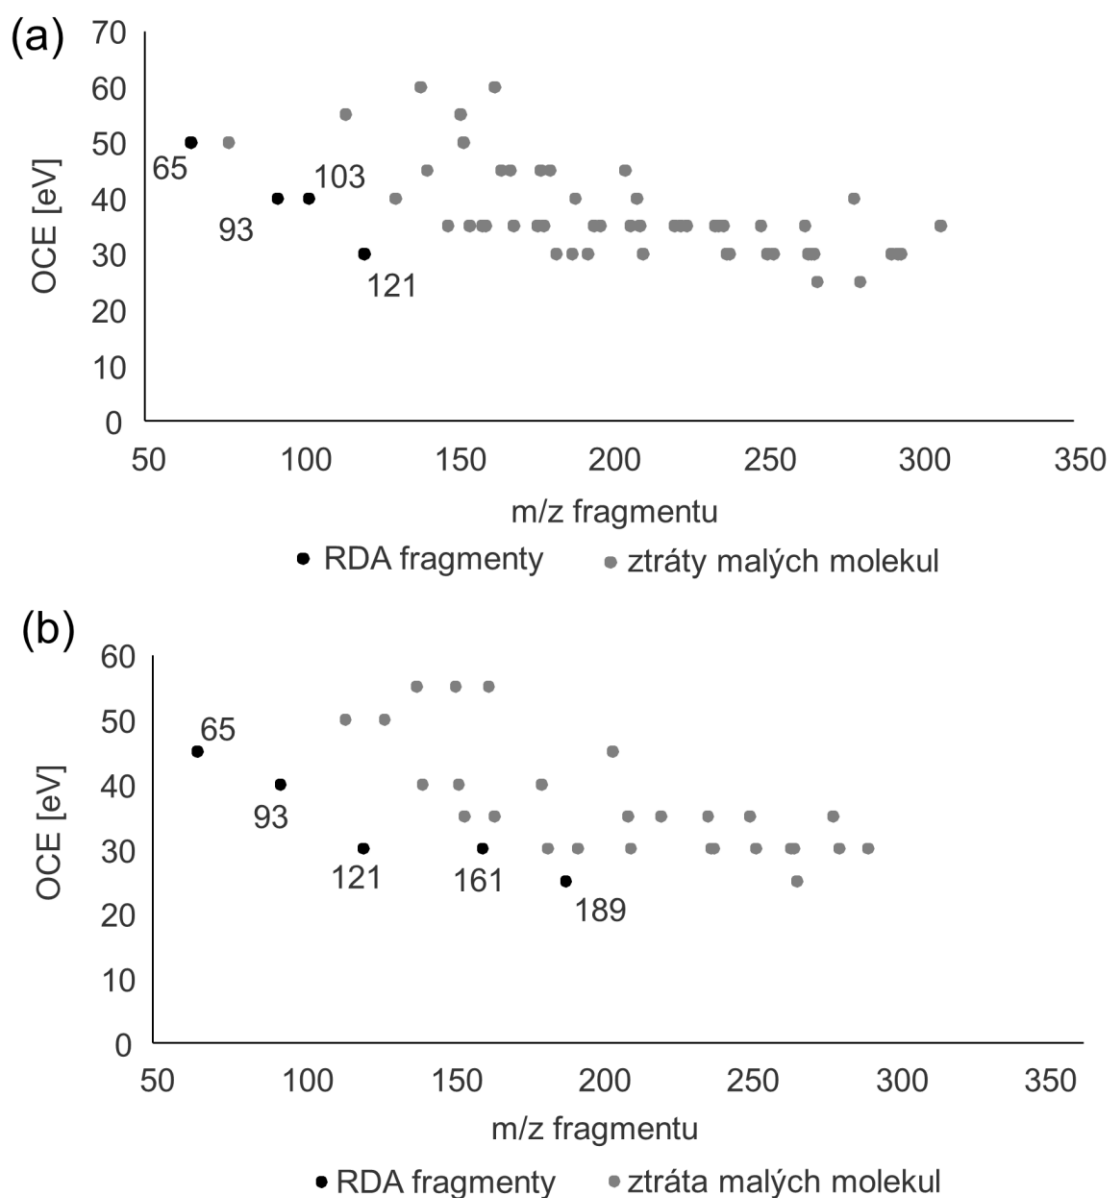 (a)
70
60
50
40
30
20
10
0
OCE [eV]
65
93
103
121
50 100 150 200 250 300 350
m/z fragmentu
RDA fragmenty ztráty malých molekul
(b)
60
50
40
30
20
10
0
OCE [eV]
65
93
121
161
189
50 100 150 200 250 300 350
m/z fragmentu
RDA fragmenty ztráta malých molekul